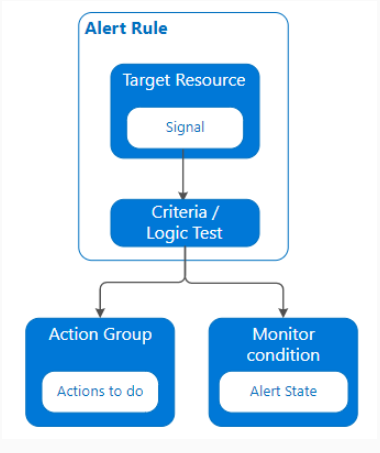 Alert Rule
Target Resource
Signal
Criteria /
Logic Test
Action Group
Actions to do
Monitor
condition
Alert State